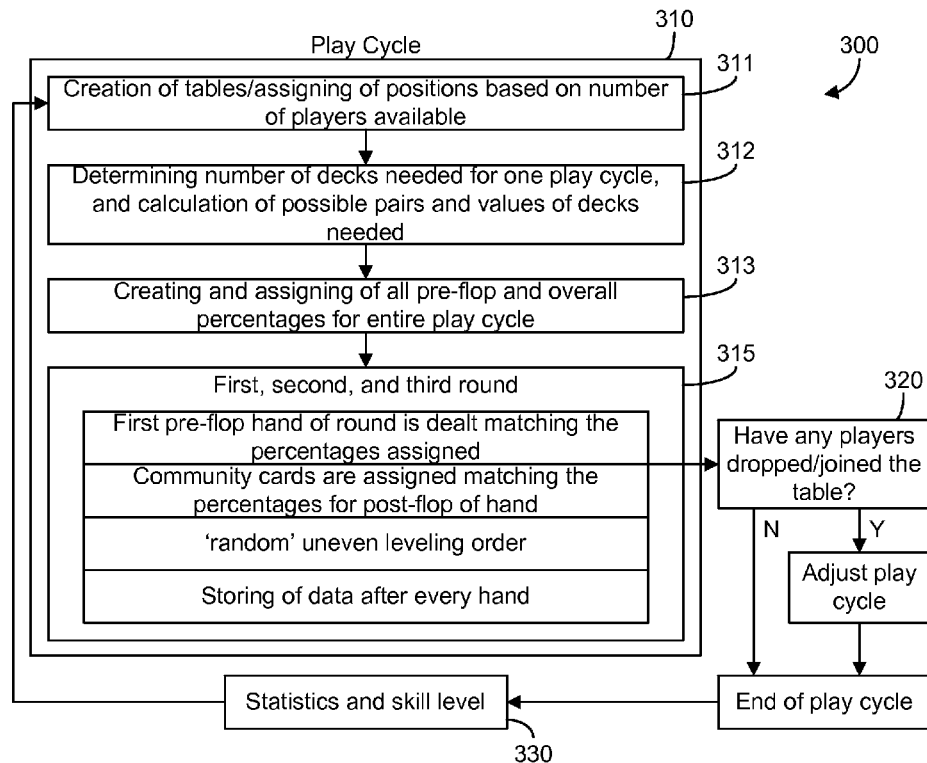 310
Play Cycle
300
311
Creation of tables/assigning of positions based on number
of players available
312
Determining number of decks needed for one play cycle,
and calculation of possible pairs and values of decks
needed
313
Creating and assigning of all pre-flop and overall
percentages for entire play cycle
315
First, second, and third round
320
First pre-flop hand of round is dealt matching the
percentages assigned
Community cards are assigned matching the
percentages for post-flop of hand
‘random’ uneven leveling order
Storing of data after every hand
Have any players
dropped/joined the
table?
N
Y
Adjust play
cycle
End of play cycle
Statistics and skill level
330